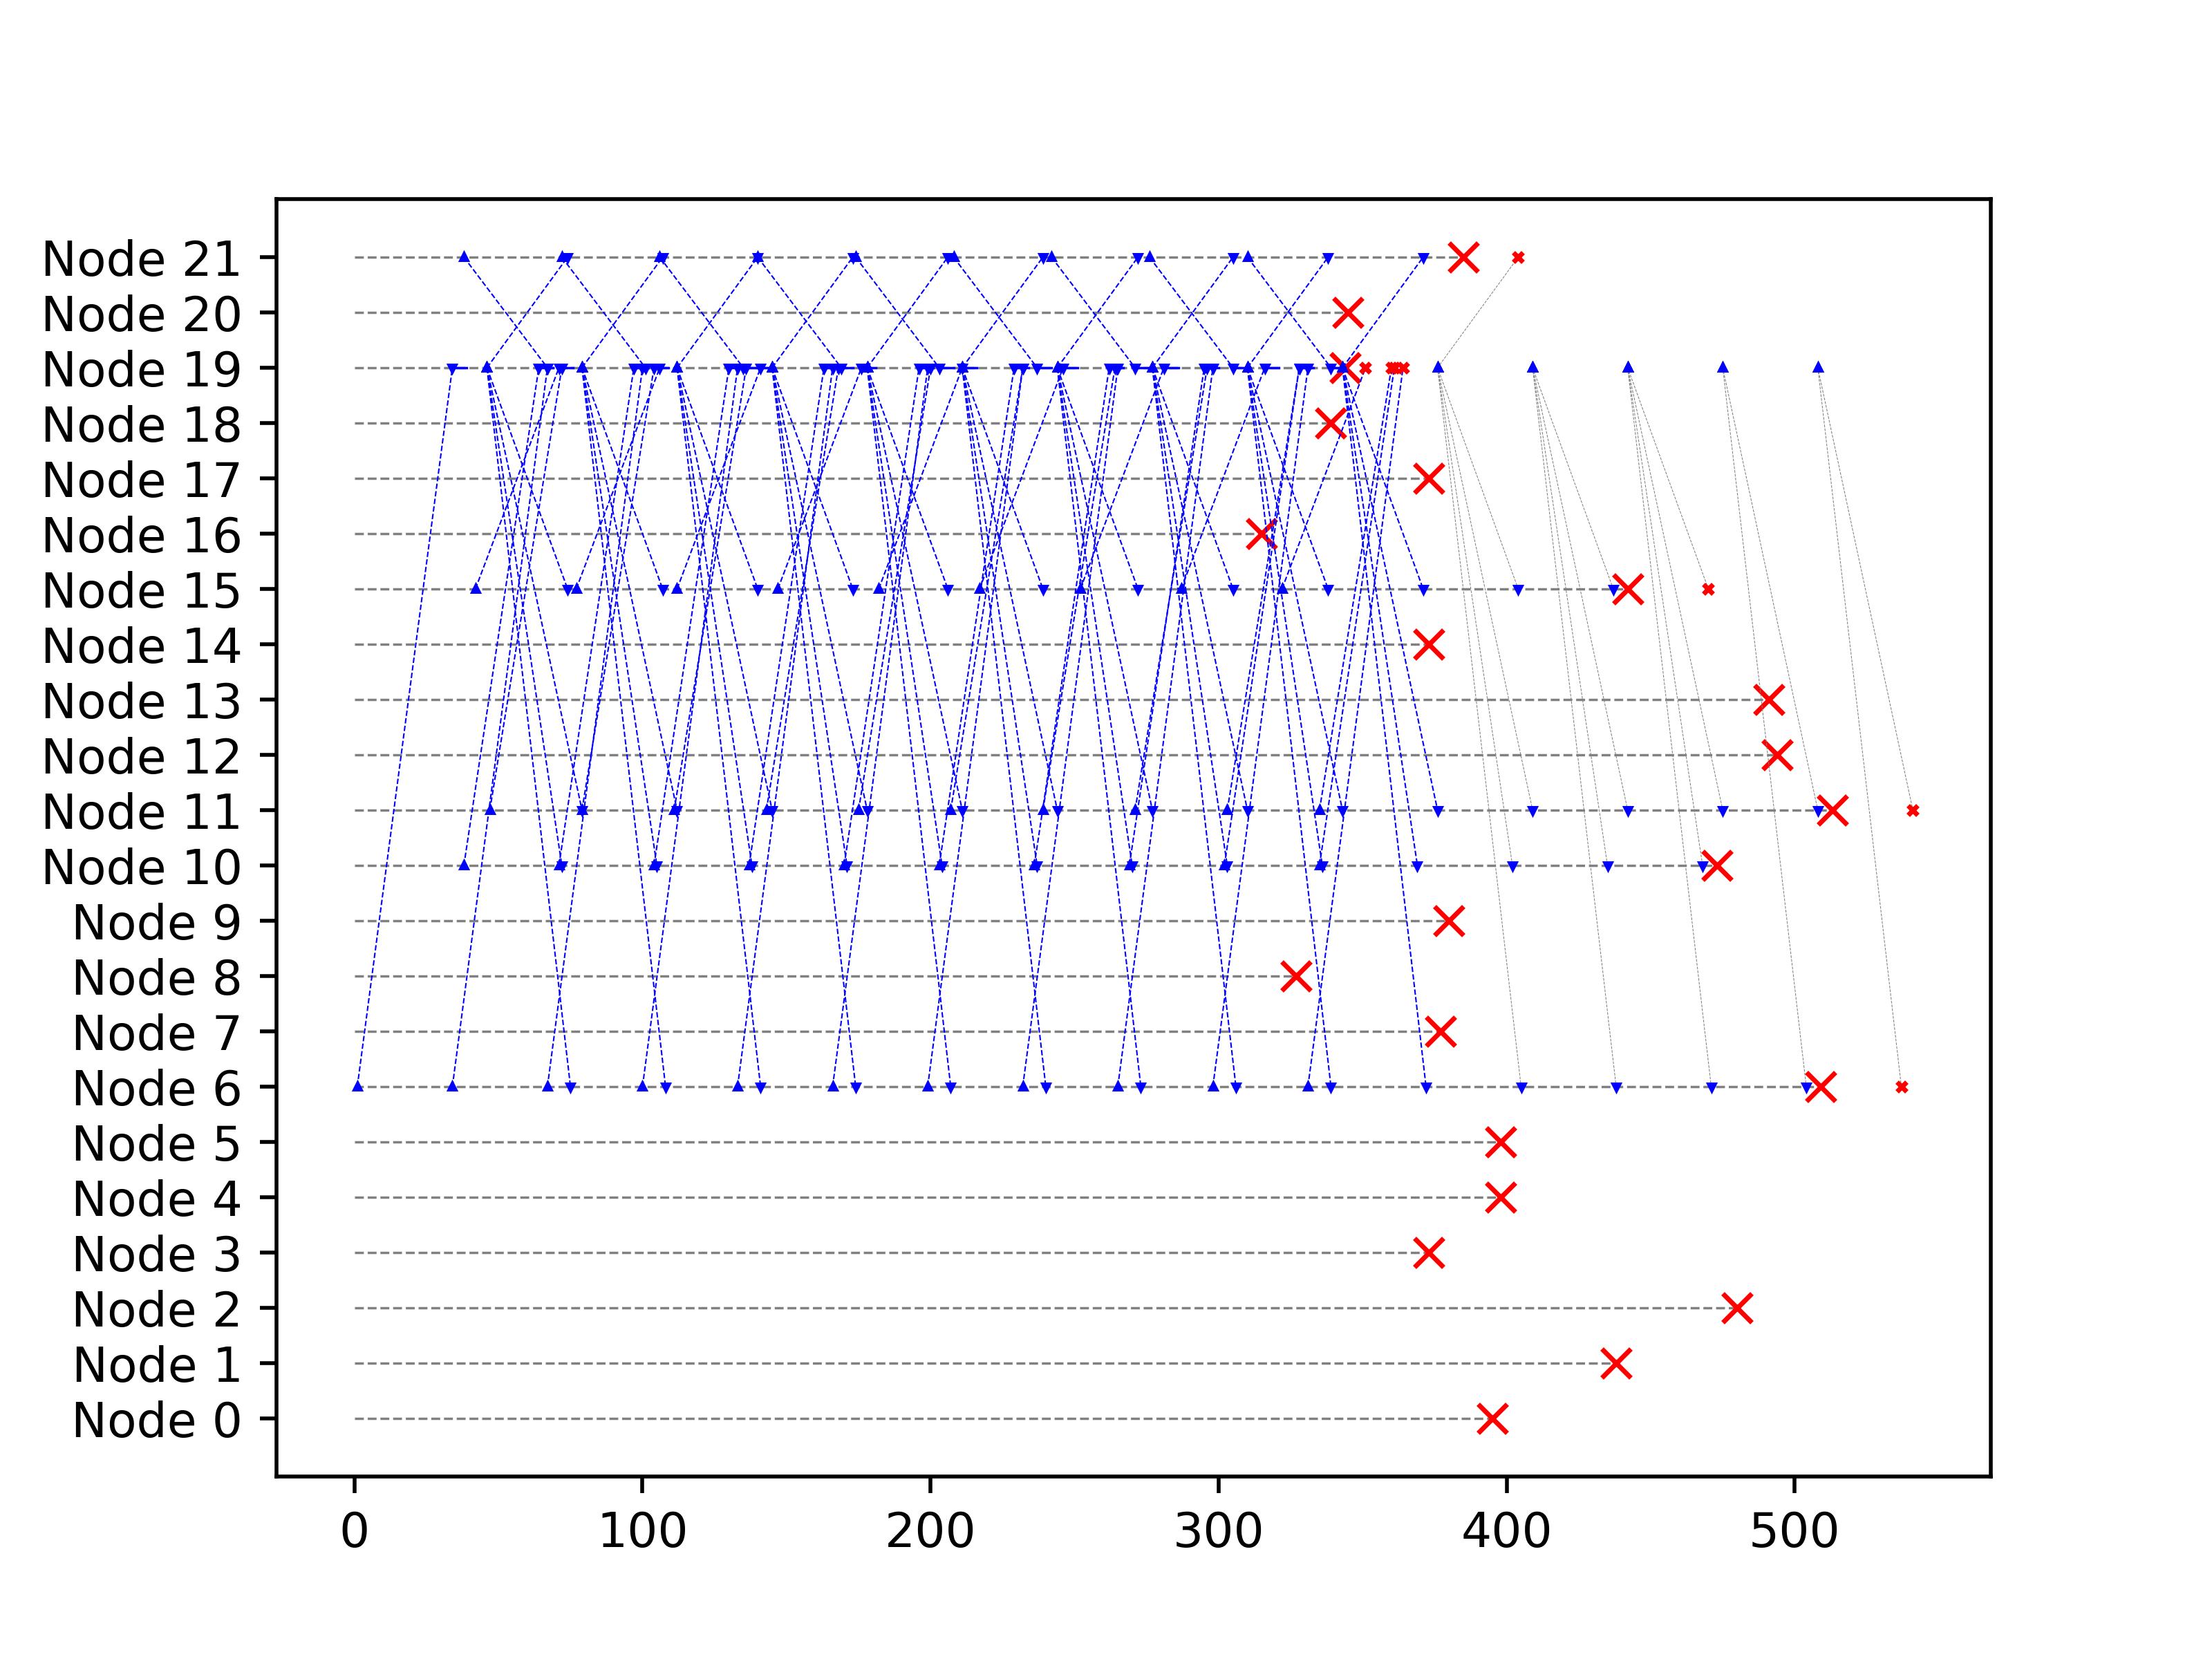 Node 21
Node 20
Node 19
Node 18
Node 17
Node 16
Node 15
Node 14
Node 13
Node 12
Node 11
Node 10
Node 9
Node 8
Node 7
Node 6
Node 5
Node 4
Node 3
Node 2
Node 1
Node 0
0 100 200 300 400 500